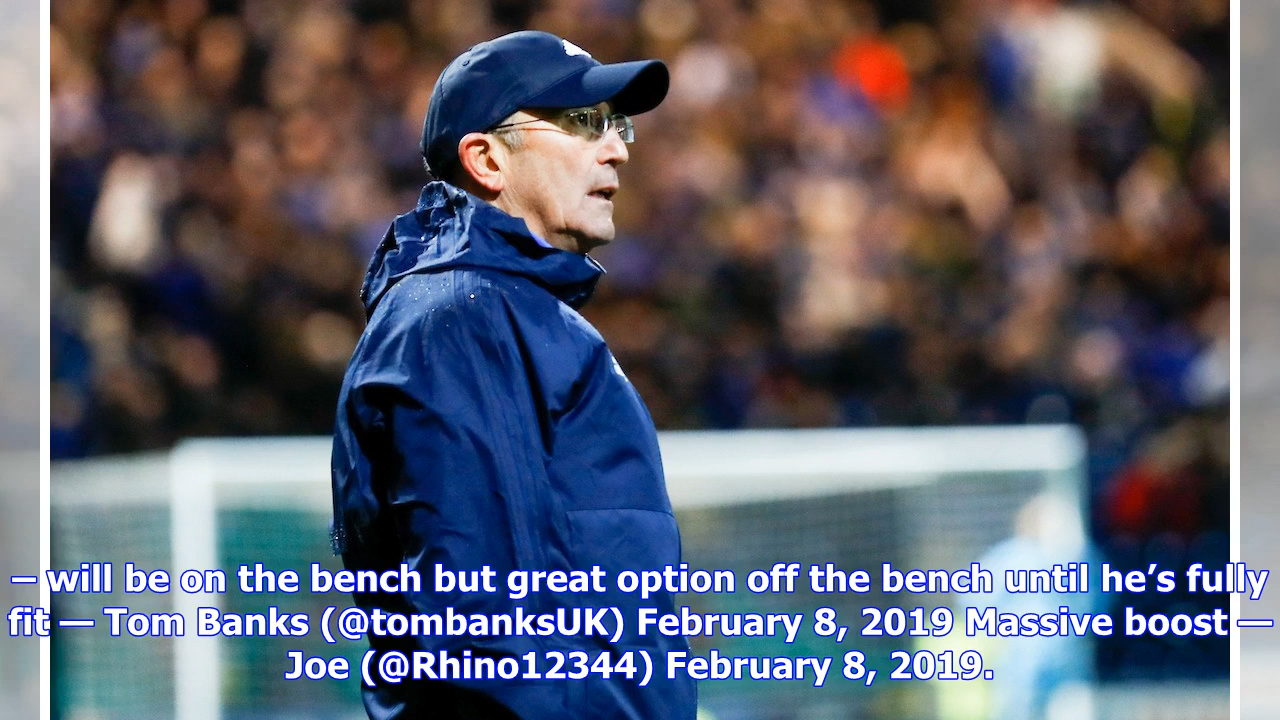 – will be on the bench but great option off the bench until he’s fully
fit — Tom Banks (@tombanksUK) February 8, 2019 Massive boost —
Joe (@Rhino12344) February 8, 2019.